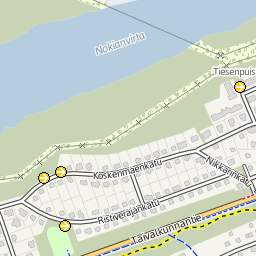 Nokianvirta
Tiesenpuis
Koskenmäenkatu
Nikkarinkatu
Ristiveräjänkatu
Taivalkunnantie